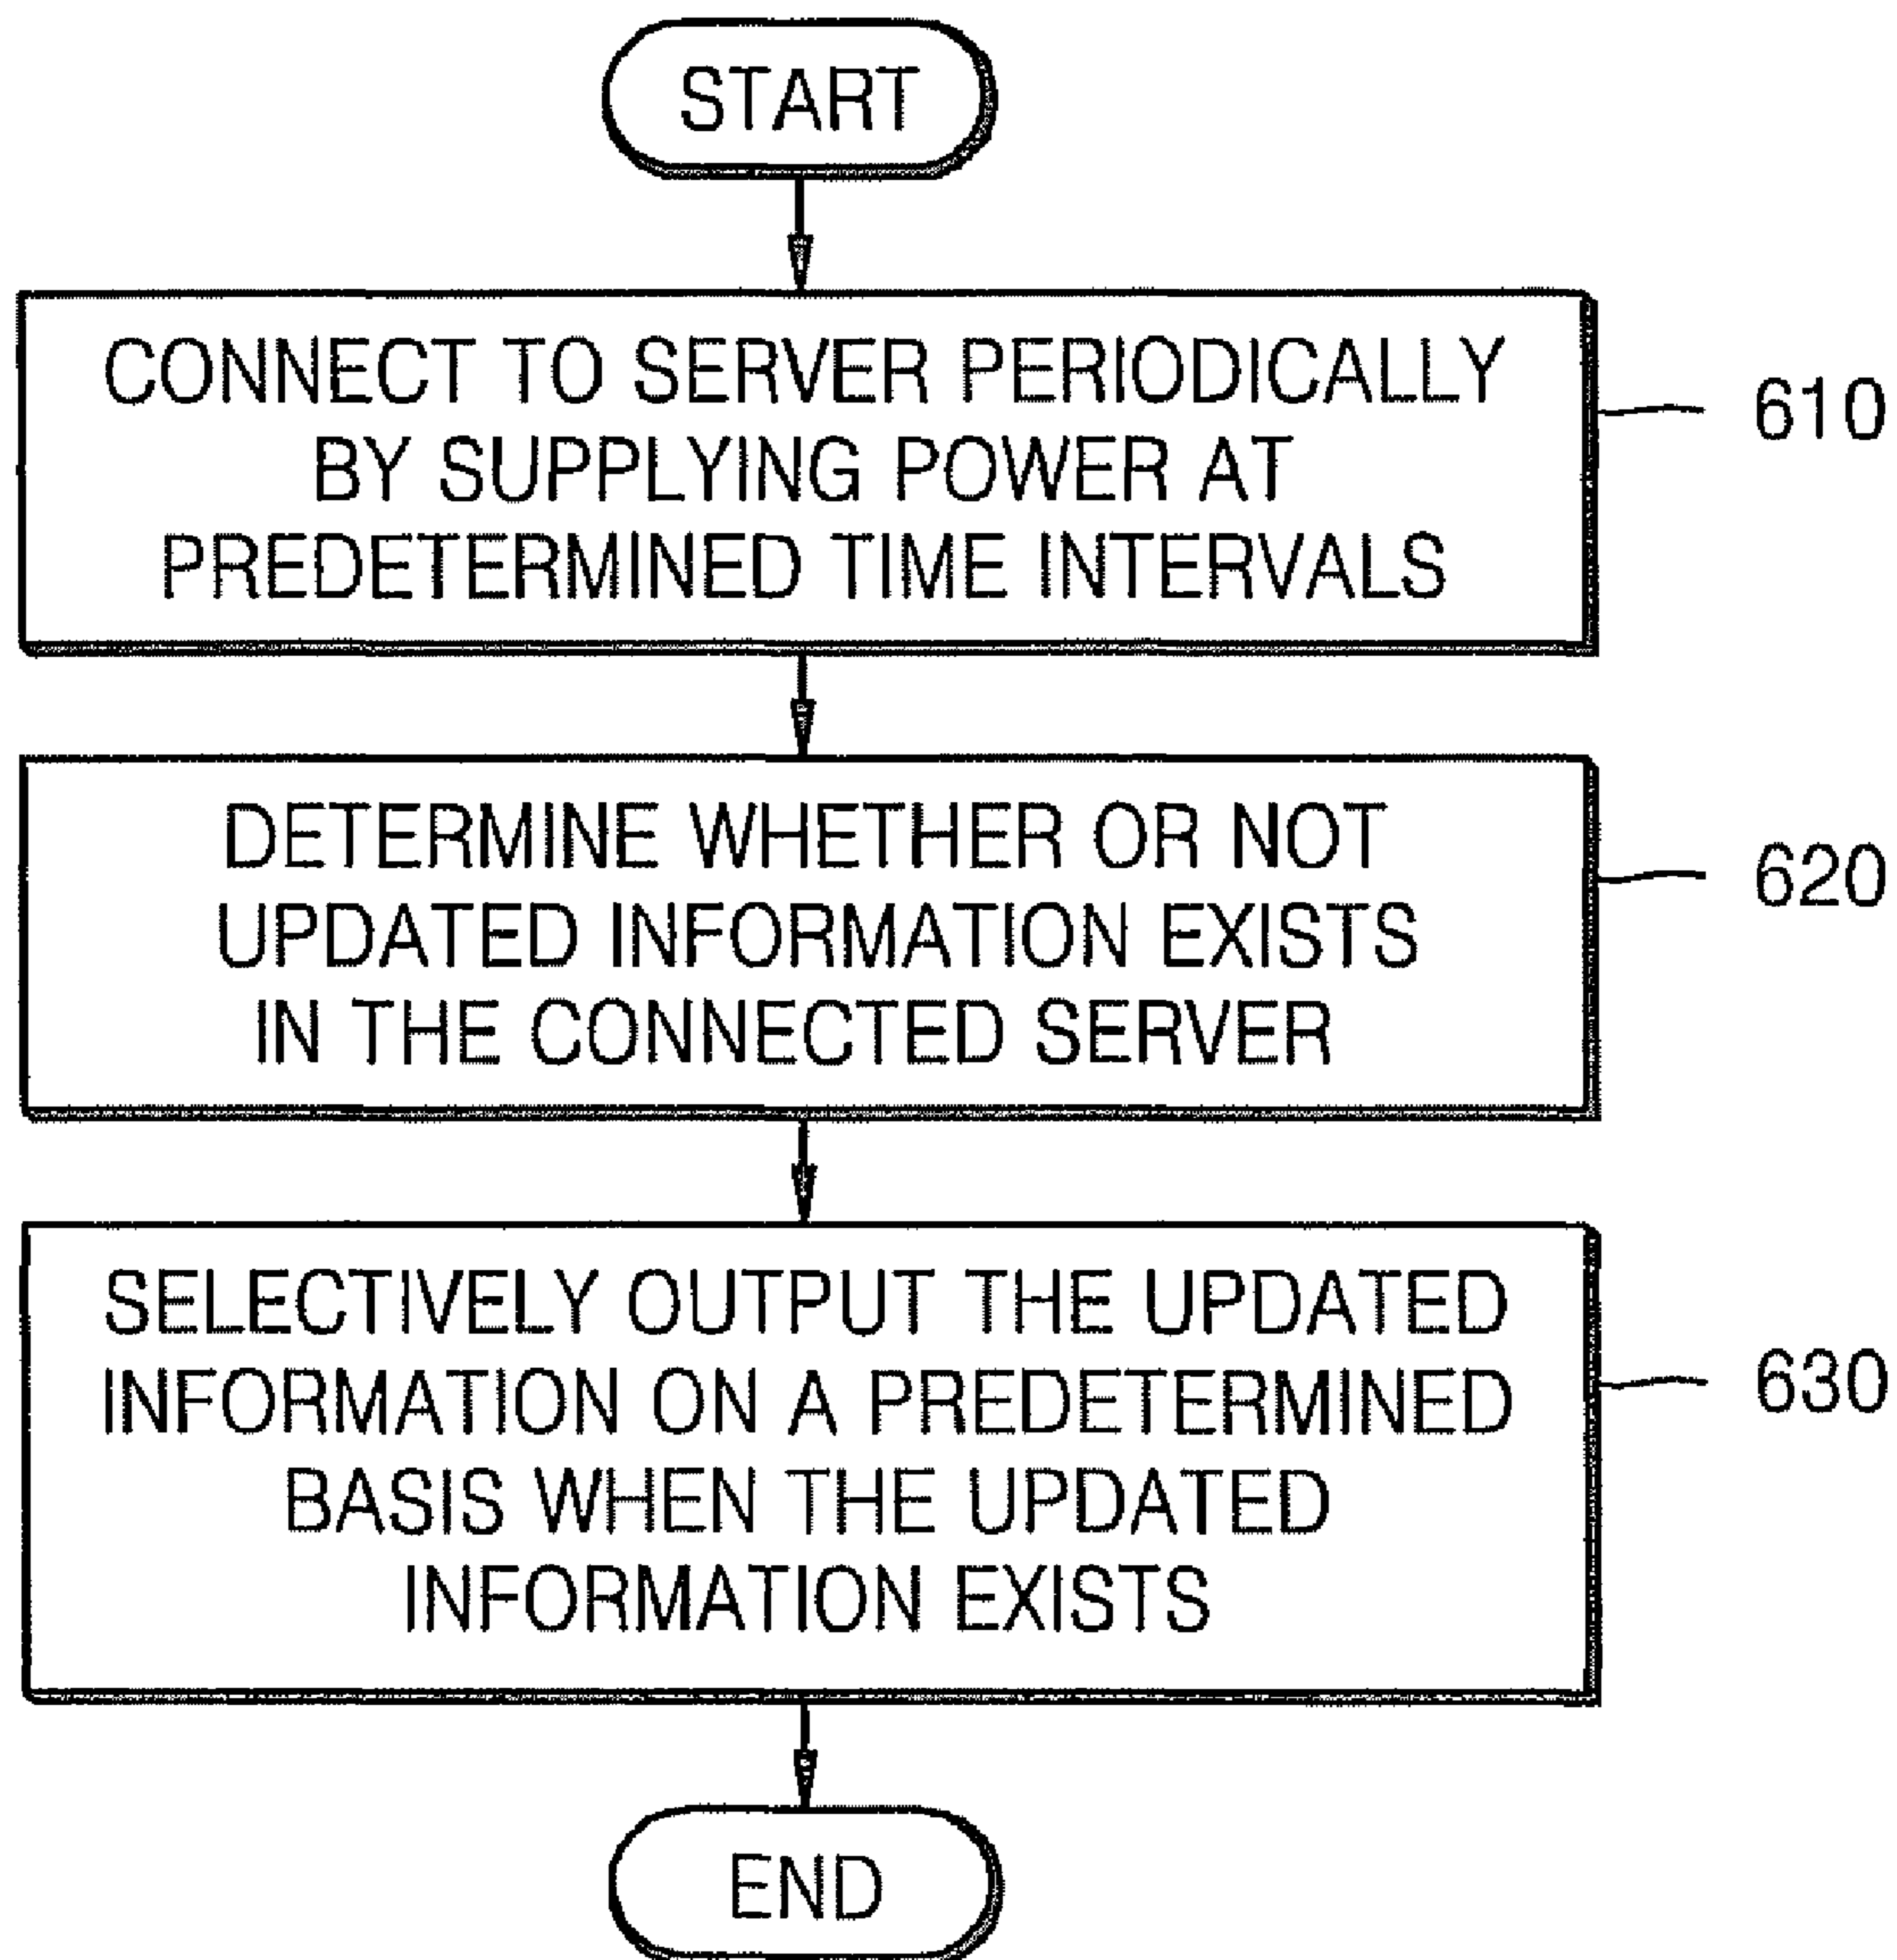 START
CONNECT TO SERVER PERIODICALLY
BY SUPPLYING POWER AT
PREDETERMINED TIME INTERVALS
610
DETERMINE WHETHER OR NOT
UPDATED INFORMATION EXISTS
IN THE CONNECTED SERVER
620
SELECTIVELY OUTPUT THE UPDATED
INFORMATION ON A PREDETERMINED
BASIS WHEN THE UPDATED
INFORMATION EXISTS
630
END